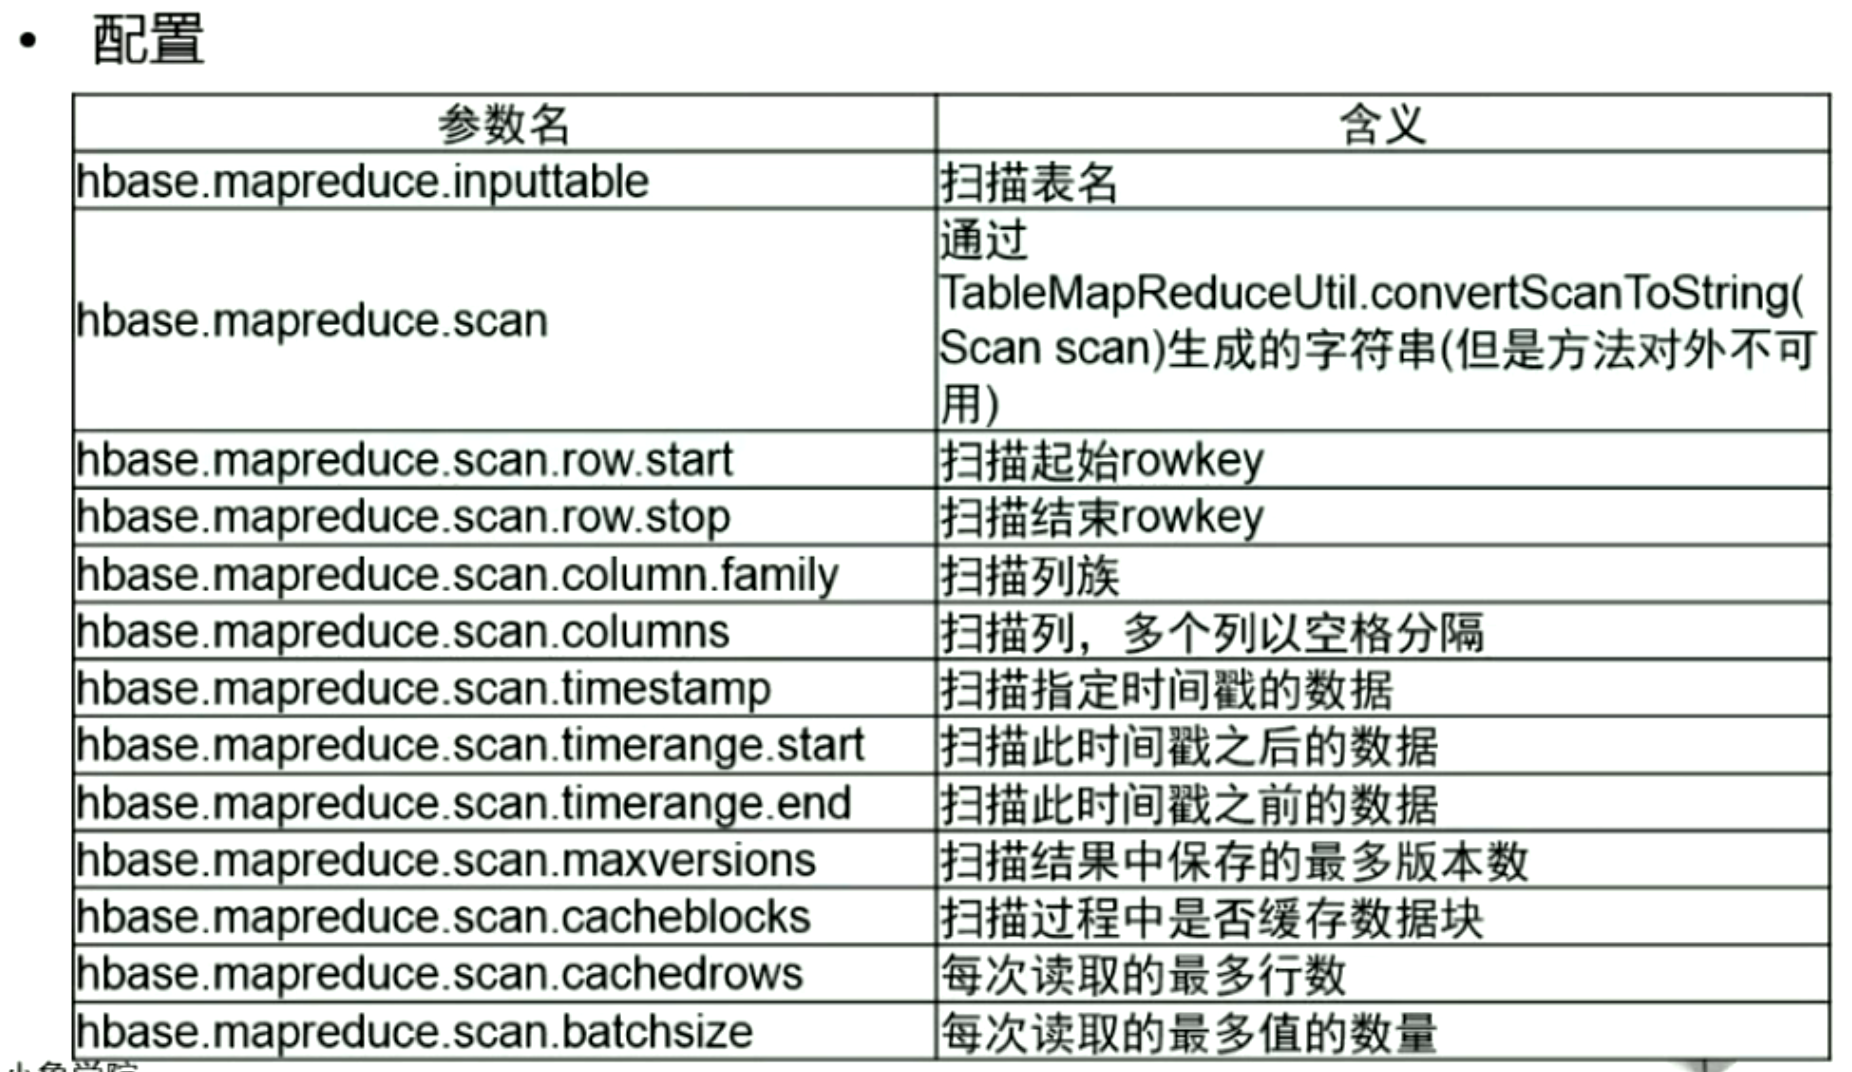 • 配置
参数名 含义
hbase.mapreduce.inputtable 扫描表名
hbase.mapreduce.scan 通过
TableMapReduceUtil.convertScanToString(
Scan scan)生成的字符串(但是方法对外不可
用)
hbase.mapreduce.scan.row.start 扫描起始rowkey
hbase.mapreduce.scan.row.stop 扫描结束rowkey
hbase.mapreduce.scan.column.family 扫描列族
hbase.mapreduce.scan.columns 扫描列，多个列以空格分隔
hbase.mapreduce.scan.timestamp 扫描指定时间戳的数据
hbase.mapreduce.scan.timerange.start 扫描此时间戳之后的数据
hbase.mapreduce.scan.timerange.end 扫描此时间戳之前的数据
hbase.mapreduce.scan.maxversions 扫描结果中保存的最多版本数
hbase.mapreduce.scan.cacheblocks 扫描过程中是否缓存数据块
hbase.mapreduce.scan.cachedrows 每次读取的最多行数
hbase.mapreduce.scan.batchsize 每次读取的最多值的数量
小象学院